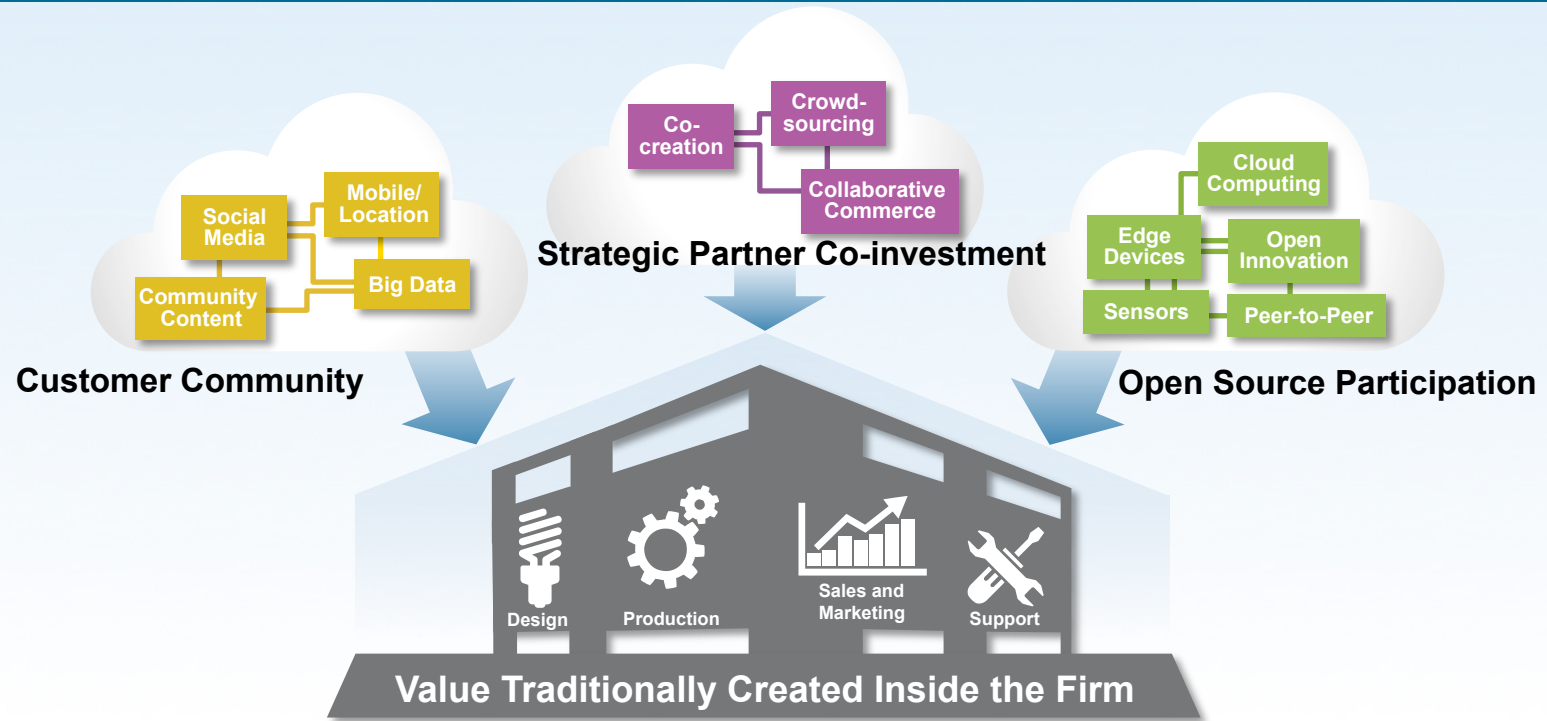 Social
Media
Mobile/
Location
Community
Content
Big Data
Customer Community
Co-
creation
Crowd-
sourcing
Collaborative
Commerce
Strategic Partner Co-investment
Cloud
Computing
Edge
Devices
Open
Innovation
Sensors
Peer-to-Peer
Open Source Participation
Design
Production
Sales and
Marketing
Support
Value Traditionally Created Inside the Firm